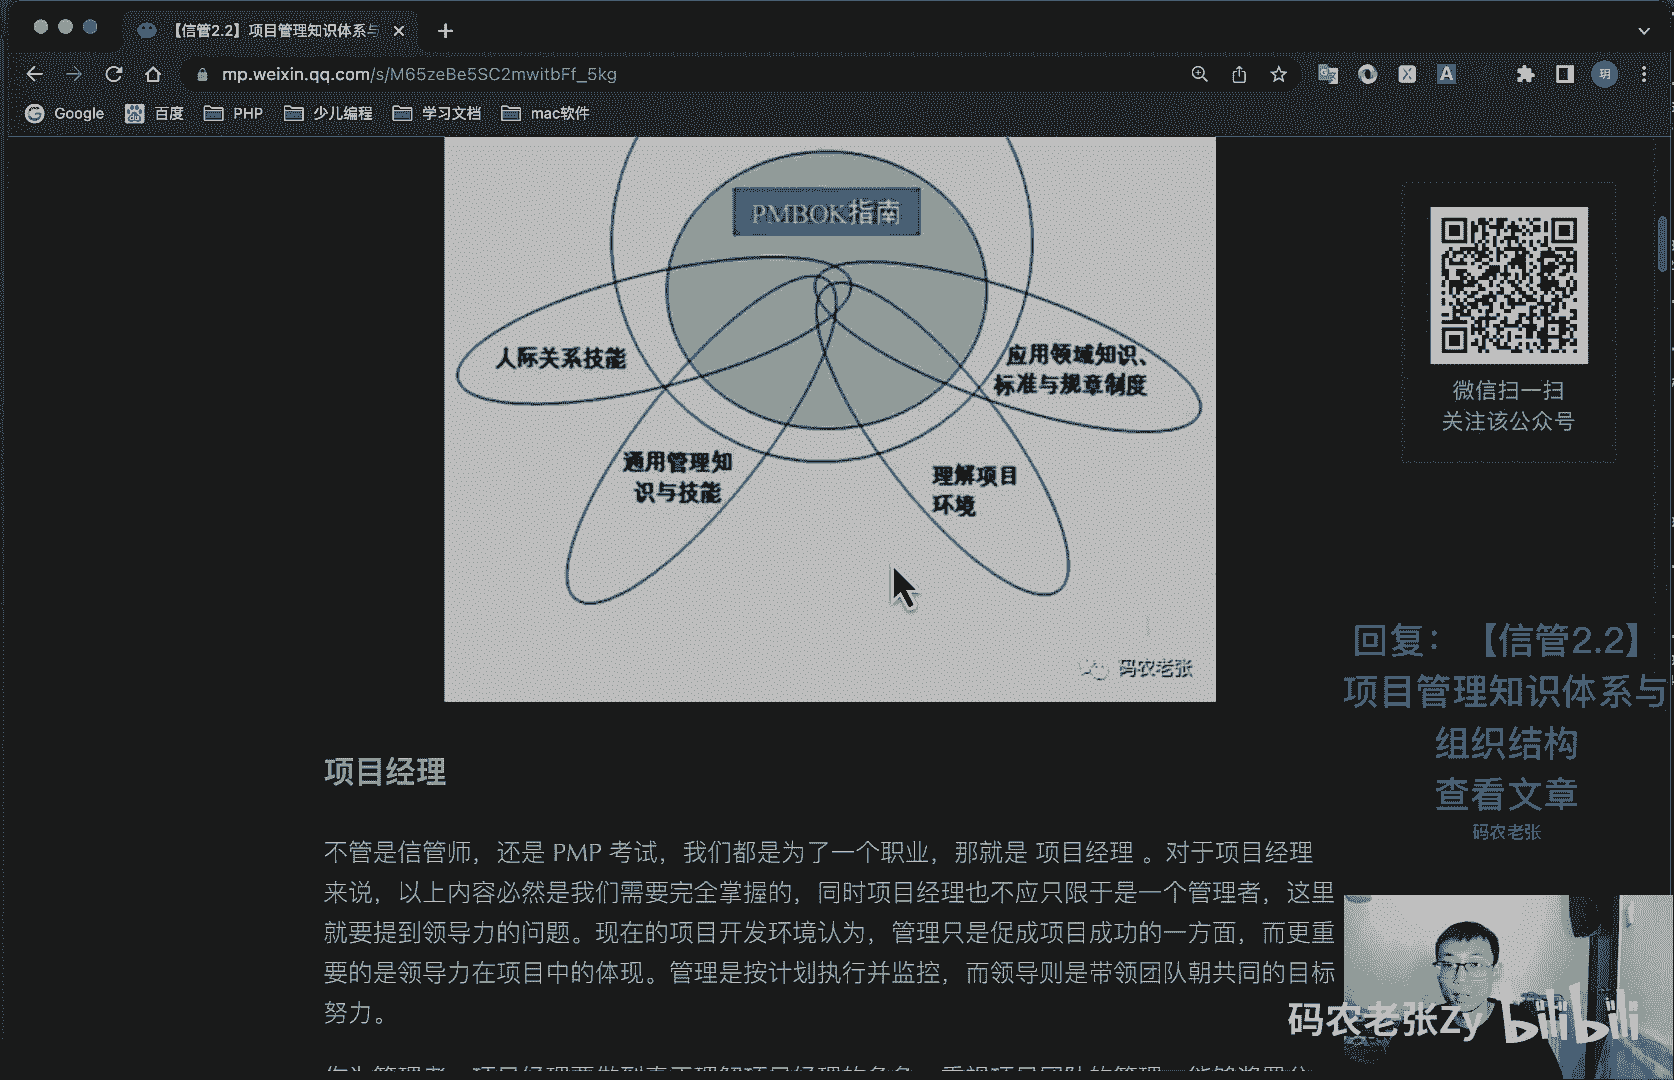 【信管2.2】项目管理知识体系与
mp.weixin.qq.com/s/M65zeBe5SC2mwitbFf_5kg
Google 百度 PHP 少儿编程 学习文档 mac软件
PMBOK指南
人际关系技能
应用领域知识、
标准与规章制度
通用管理知
识与技能
理解项目
环境
码农老张
微信扫一扫
关注该公众号
回复：【信管2.2】
项目管理知识体系与
组织结构
查看文章
码农老张
项目经理
不管是信管师，还是 PMP 考试，我们都是为了一个职业，那就是 项目经理 。对于项目经理
来说，以上内容必然是我们需要完全掌握的，同时项目经理也不应只限于是一个管理者，这里
就要提到领导力的问题。现在的项目开发环境认为，管理只是促成项目成功的一方面，而更重
要的是领导力在项目中的体现。管理是按计划执行并监控，而领导则是带领团队朝共同的目标
努力。
码农老张Zy bilibili